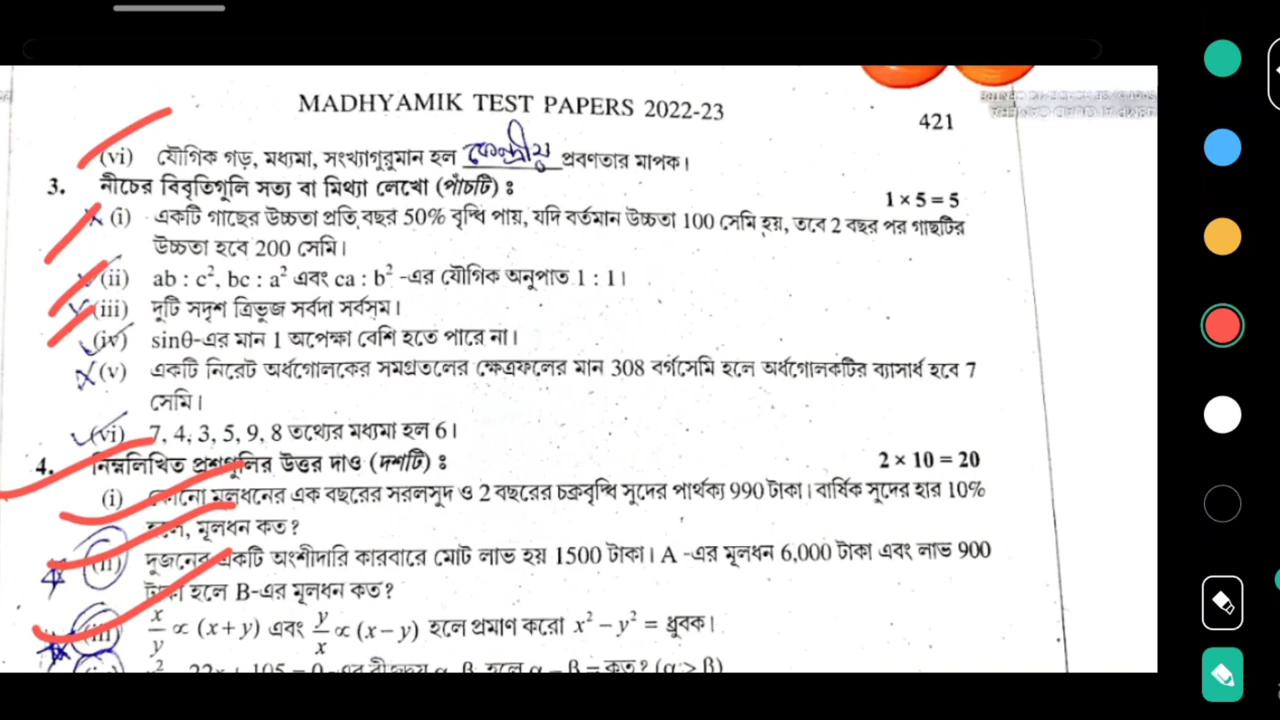 MADHYAMIK TEST PAPERS 2022-23
421
(vi) যৌগিক গড়, মধ্যমা, সংখ্যাগুরুমান হল কেন্দ্রীয় প্রবণতার মাপক।
3. নীচের বিবৃতিগুলি সত্য বা মিথ্যা লেখো (পাঁচটি) : 1 × 5 = 5
(i) একটি গাছের উচ্চতা প্রতি বছর 50% বৃদ্ধি পায়, যদি বর্তমান উচ্চতা 100 সেমি হয়, তবে 2 বছর পর গাছটির
উচ্চতা হবে 200 সেমি।
(ii) ab : c², bc : a² এবং ca : b² -এর যৌগিক অনুপাত 1 : 1।
(iii) দুটি সদৃশ ত্রিভুজ সর্বদা সর্বসম।
(iv) sinθ-এর মান 1 অপেক্ষা বেশি হতে পারে না।
(v) একটি নিরেট অর্ধগোলকের সমগ্রতলের ক্ষেত্রফলের মান 308 বর্গসেমি হলে অর্ধগোলকটির ব্যাসার্ধ হবে 7
সেমি।
(vi) 7, 4, 3, 5, 9, 8 তথ্যের মধ্যমা হল 6।
4. নিম্নলিখিত প্রশ্নগুলির উত্তর দাও (দশটি) : 2 × 10 = 20
(i) কোনো মূলধনের এক বছরের সরলসুদ ও 2 বছরের চক্রবৃদ্ধি সুদের পার্থক্য 990 টাকা। বার্ষিক সুদের হার 10%
হলে, মূলধন কত?
(ii) দুজনের একটি অংশীদারি কারবারে মোট লাভ হয় 1500 টাকা। A -এর মূলধন 6,000 টাকা এবং লাভ 900
টাকা হলে B-এর মূলধন কত?
(iii) x/y ∝ (x+y) এবং y/x ∝ (x−y) হলে প্রমাণ করো x² − y² = ধ্রুবক।